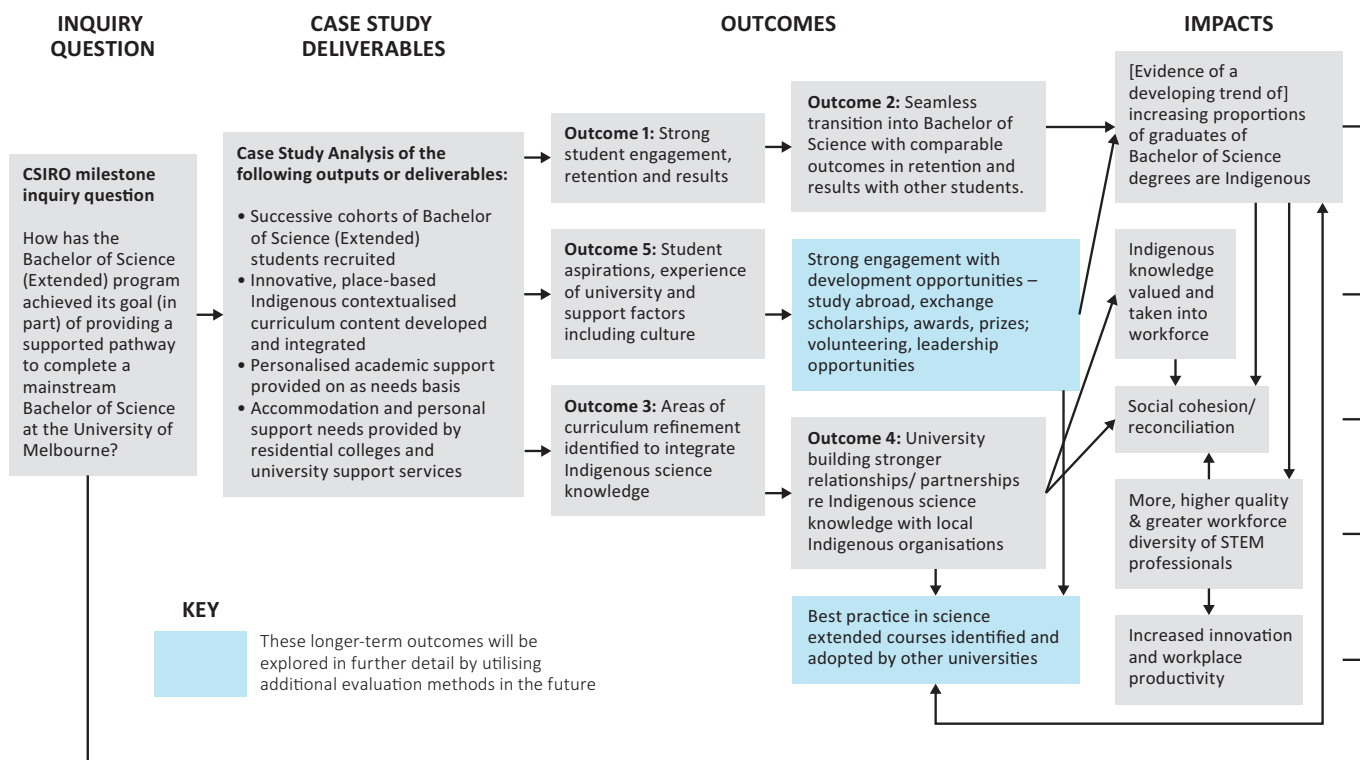 INQUIRY
QUESTION
CASE STUDY
DELIVERABLES
OUTCOMES
IMPACTS
CSIRO milestone
inquiry question
How has the
Bachelor of Science
(Extended) program
achieved its goal (in
part) of providing a
supported pathway
to complete a
mainstream
Bachelor of Science
at the University of
Melbourne?
Case Study Analysis of the
following outputs or deliverables:
• Successive cohorts of Bachelor
of Science (Extended)
students recruited
• Innovative, place-based
Indigenous contextualised
curriculum content developed
and integrated
• Personalised academic support
provided on as needs basis
• Accommodation and personal
support needs provided by
residential colleges and
university support services
Outcome 1: Strong
student engagement,
retention and results
Outcome 2: Seamless
transition into Bachelor of
Science with comparable
outcomes in retention and
results with other students.
Outcome 5: Student
aspirations, experience
of university and
support factors
including culture
Strong engagement with
development opportunities –
study abroad, exchange
scholarships, awards, prizes;
volunteering, leadership
opportunities
Outcome 3: Areas of
curriculum refinement
identified to integrate
Indigenous science
knowledge
Outcome 4: University
building stronger
relationships/ partnerships
re Indigenous science
knowledge with local
Indigenous organisations
Best practice in science
extended courses identified and
adopted by other universities
[Evidence of a
developing trend of]
increasing proportions
of graduates of
Bachelor of Science
degrees are Indigenous
Indigenous
knowledge
valued and
taken into
workforce
Social cohesion/
reconciliation
More, higher quality
& greater workforce
diversity of STEM
professionals
Increased innovation
and workplace
productivity
KEY
These longer-term outcomes will be
explored in further detail by utilising
additional evaluation methods in the future